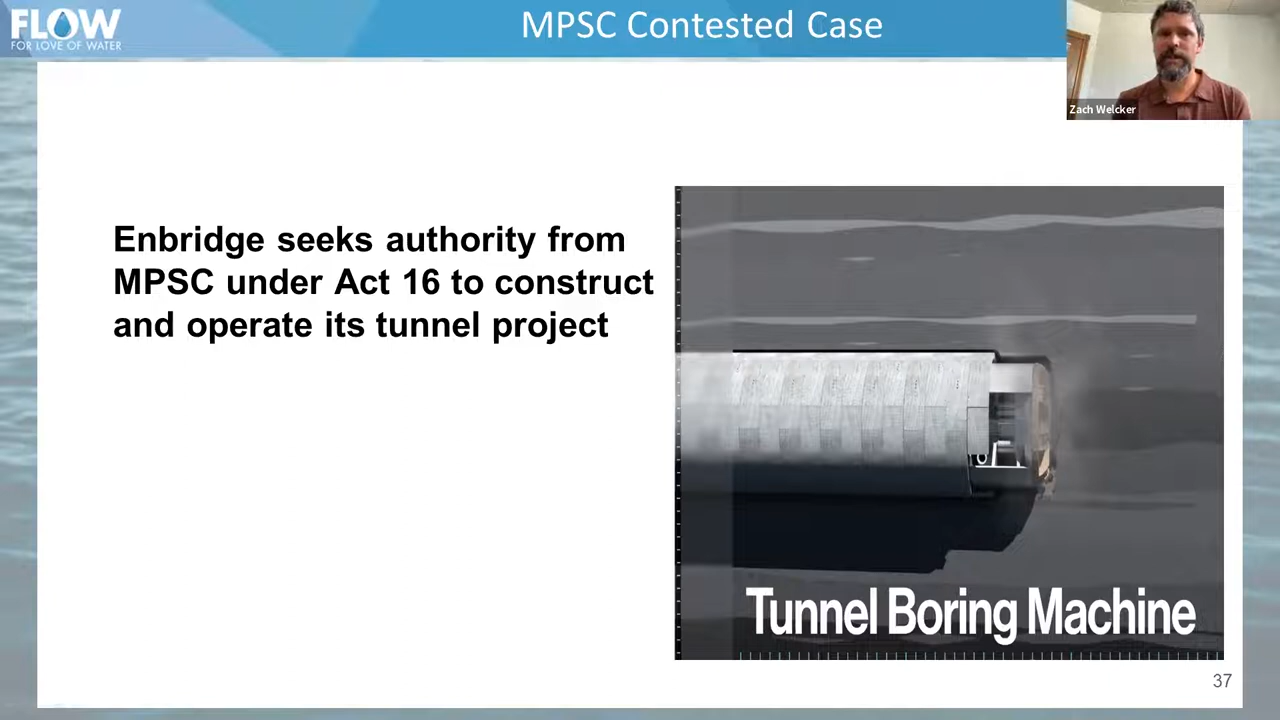 FLOW
FOR LOVE OF WATER
MPSC Contested Case
Zach Welcker
Enbridge seeks authority from
MPSC under Act 16 to construct
and operate its tunnel project
Tunnel Boring Machine
37